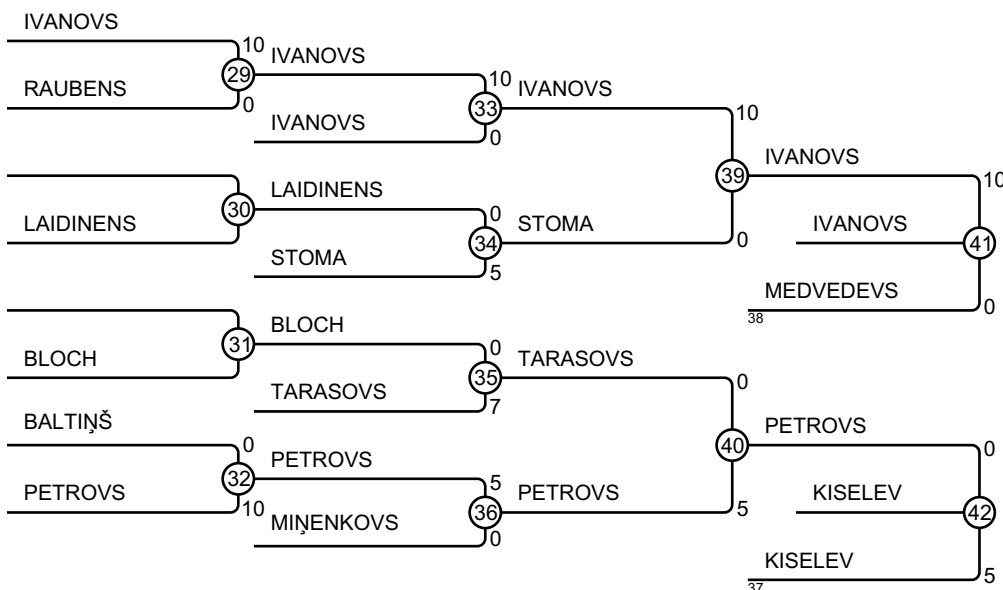 IVANOVS
10
29
RAUBENS
0
IVANOVS
10
33
IVANOVS
0
IVANOVS
10
39
LAIDINENS
30
LAIDINENS
0
34
STOMA
5
STOMA
0
IVANOVS
10
IVANOVS
41
MEDVEDEVS
38
0
BLOCH
31
BLOCH
0
35
TARASOVS
7
TARASOVS
0
40
BALTIŅŠ
0
32
PETROVS
10
PETROVS
5
36
MIŅENKOVS
0
PETROVS
5
PETROVS
0
KISELEV
42
KISELEV
37
5